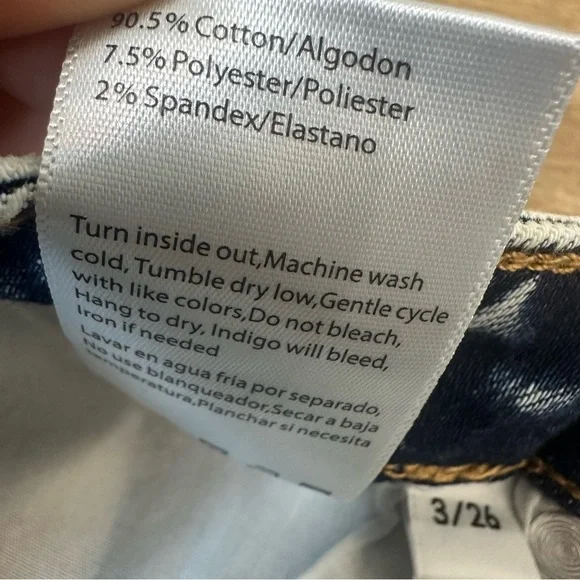 90.5% Cotton/Algodon
7.5% Polyester/Poliester
2% Spandex/Elastano
Turn inside out,Machine wash
cold, Tumble dry low,Gentle cycle
with like colors,Do not bleach,
Hang to dry, Indigo will bleed,
Iron if needed
Lavar en agua fria por separado,
No use blanqueador,Secar a baja
temperatura,Planchar si necesita
3/26